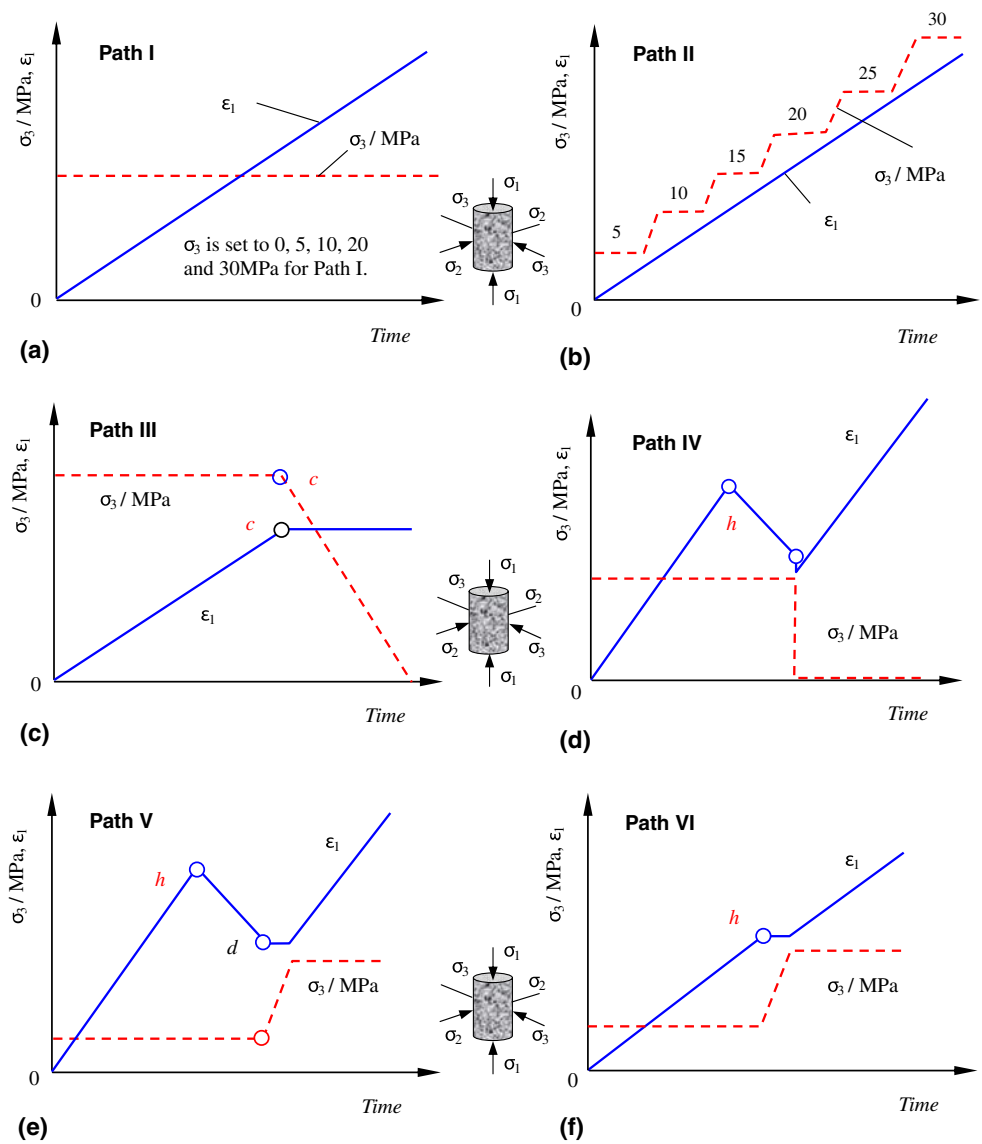 Path I
σ3 / MPa, ε1
ε1
σ3 / MPa
σ3 is set to 0, 5, 10, 20
and 30MPa for Path I.
0
Time
(a)
σ1
σ3
σ2
σ2
σ3
σ1
Path II
σ3 / MPa, ε1
5
10
15
20
25
30
σ3 / MPa
ε1
0
Time
(b)
Path III
σ3 / MPa, ε1
σ3 / MPa
c
c
ε1
0
Time
(c)
σ1
σ3
σ2
σ2
σ3
σ1
Path IV
σ3 / MPa, ε1
ε1
h
σ3 / MPa
0
Time
(d)
Path V
σ3 / MPa, ε1
ε1
h
d
σ3 / MPa
0
Time
(e)
σ1
σ3
σ2
σ2
σ3
σ1
Path VI
σ3 / MPa, ε1
ε1
h
σ3 / MPa
0
Time
(f)